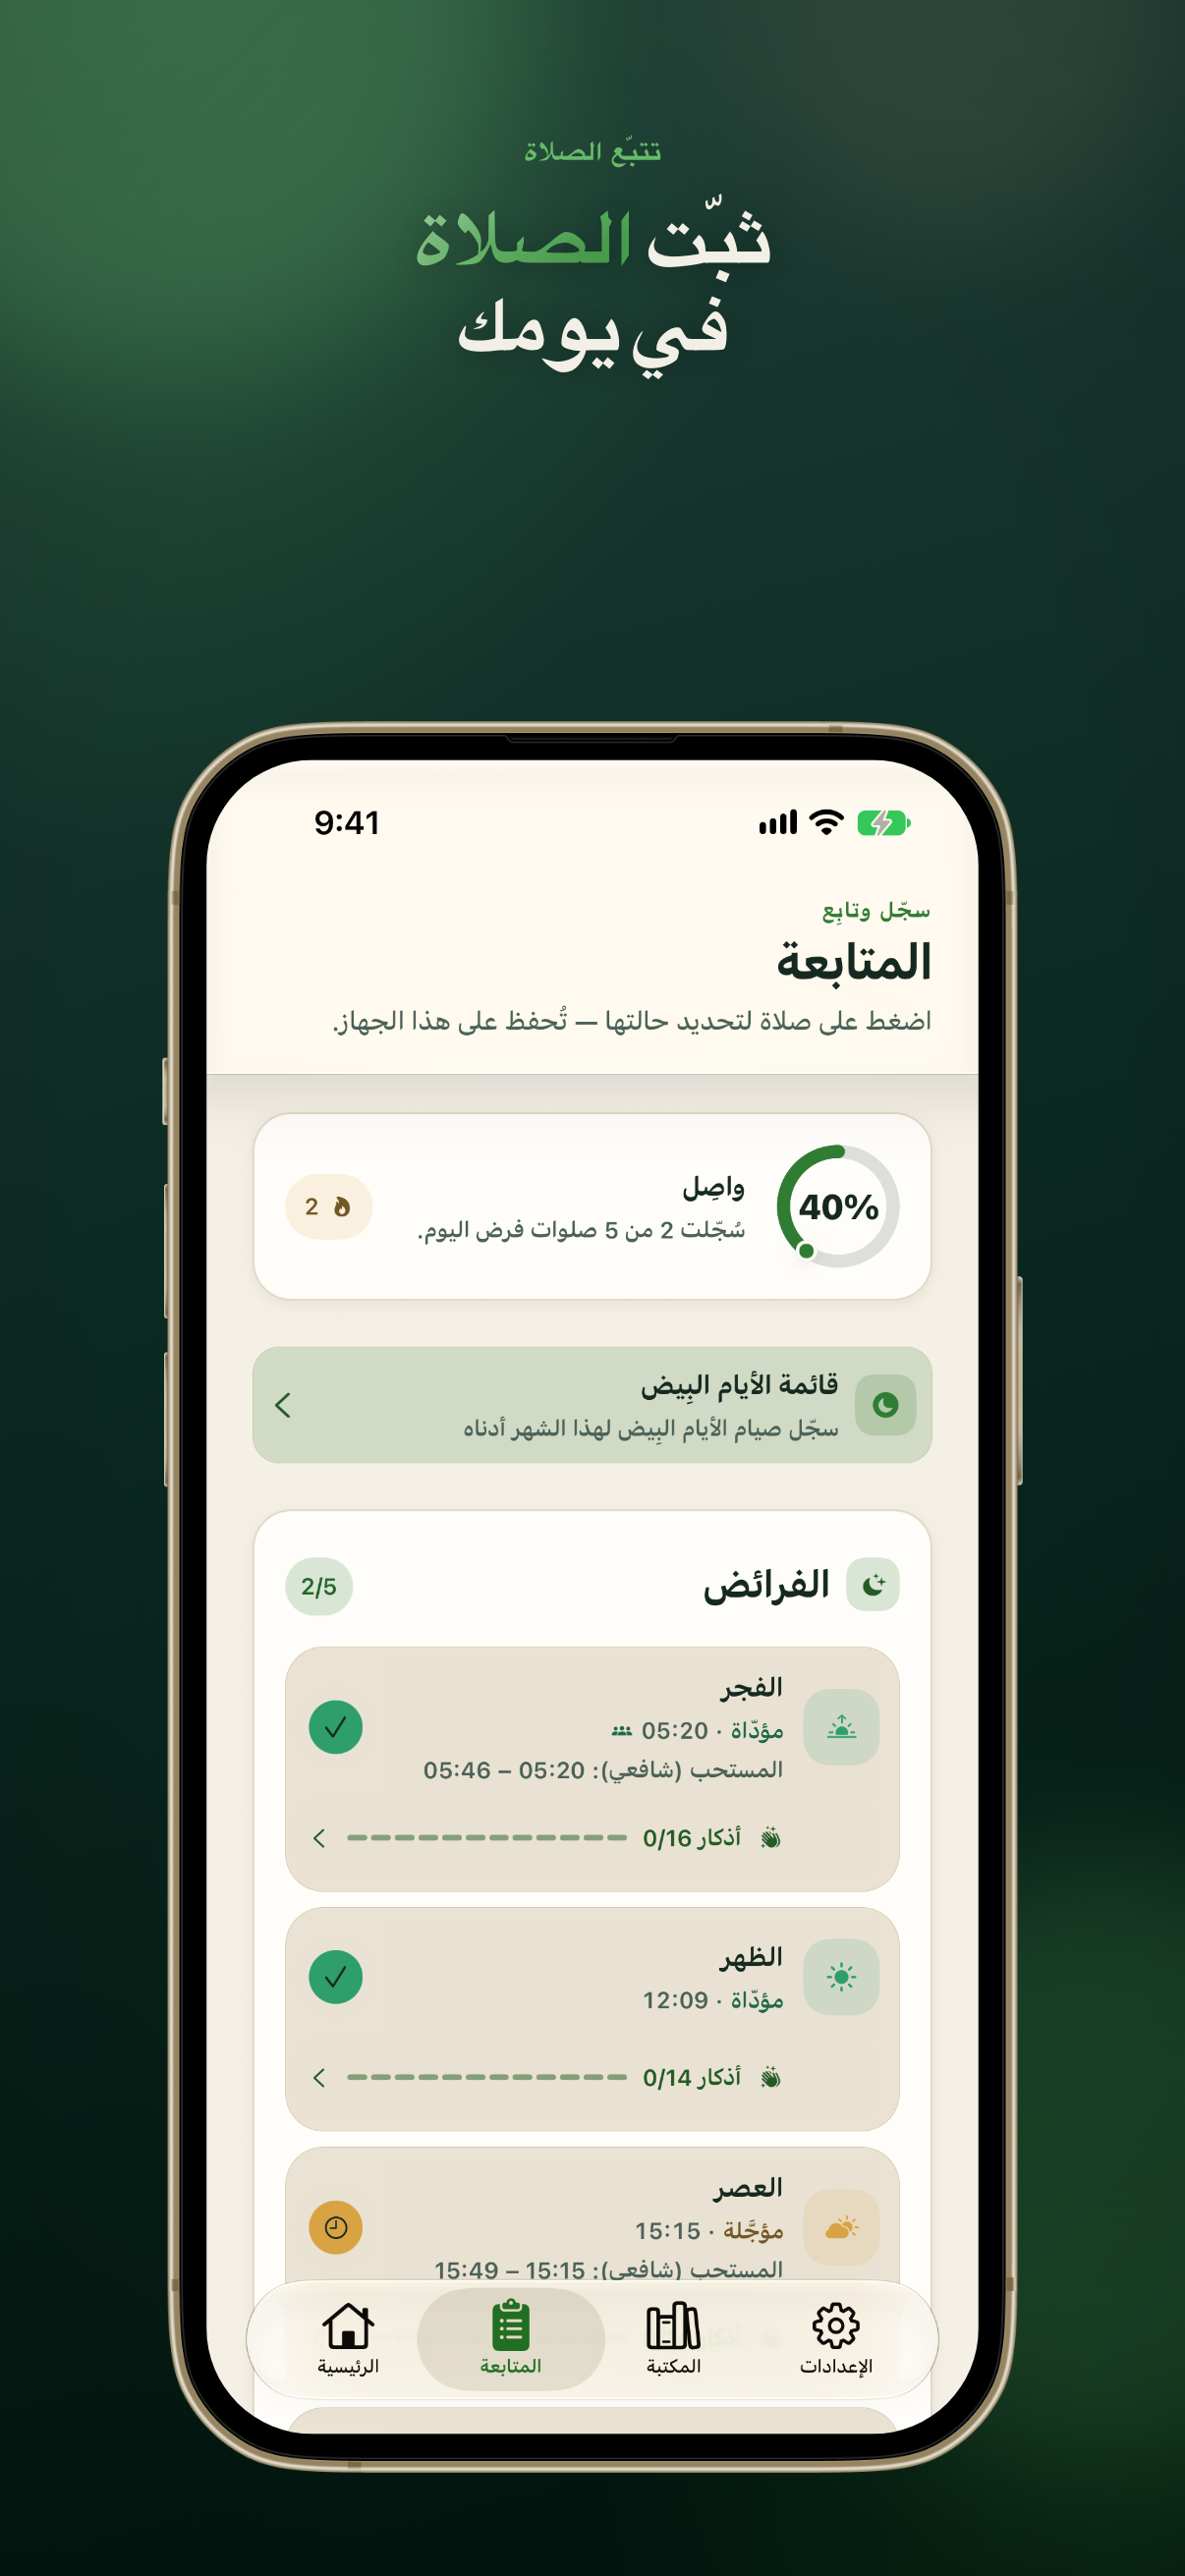 تتبّع الصلاة
ثبّت الصلاة
في يومك
9:41
سجّل وتابِع
المتابعة
اضغط على صلاة لتحديد حالتها — تُحفظ على هذا الجهاز.
40%
واصِل
سُجّلت 2 من 5 صلوات فرض اليوم.
2
قائمة الأيام البِيض
سجّل صيام الأيام البِيض لهذا الشهر أدناه
الفرائض
2/5
الفجر
مؤدّاة · 05:20
المستحب (شافعي): 05:20 – 05:46
أذكار 0/16
الظهر
مؤدّاة · 12:09
أذكار 0/14
العصر
مؤجَّلة · 15:15
المستحب (شافعي): 15:15 – 15:49
الإعدادات
المكتبة
المتابعة
الرئيسية